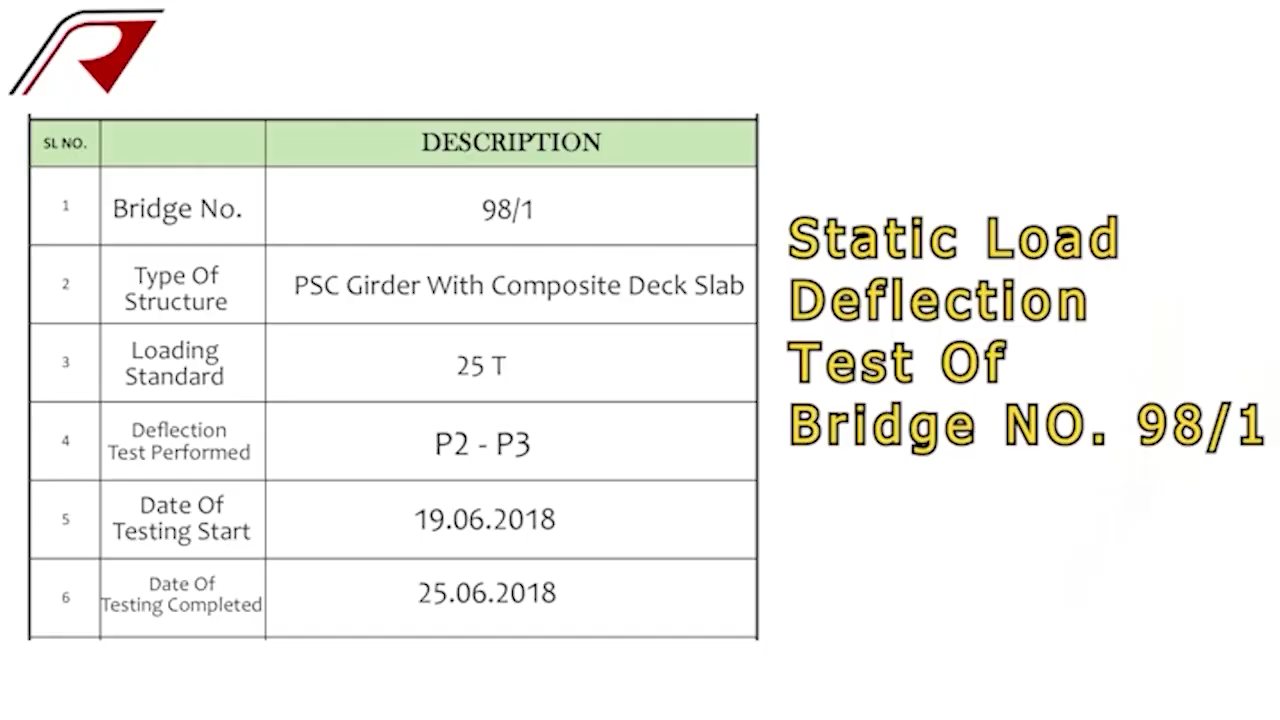 SL NO.
DESCRIPTION
1
Bridge No.
98/1
2
Type Of
Structure
PSC Girder With Composite Deck Slab
3
Loading
Standard
25 T
4
Deflection
Test Performed
P2 - P3
5
Date Of
Testing Start
19.06.2018
6
Date Of
Testing Completed
25.06.2018
Static Load
Deflection
Test Of
Bridge NO. 98/1